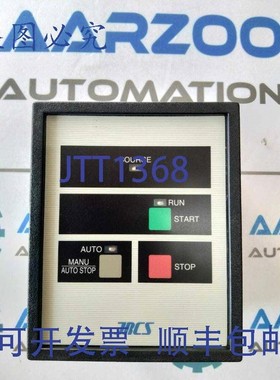 图必究
AARZOO
AUTOMATION
SOURCE
JTT1368
RUN
START
AUTO
MANU
AUTO STOP
STOP
可开发票 顺丰包邮